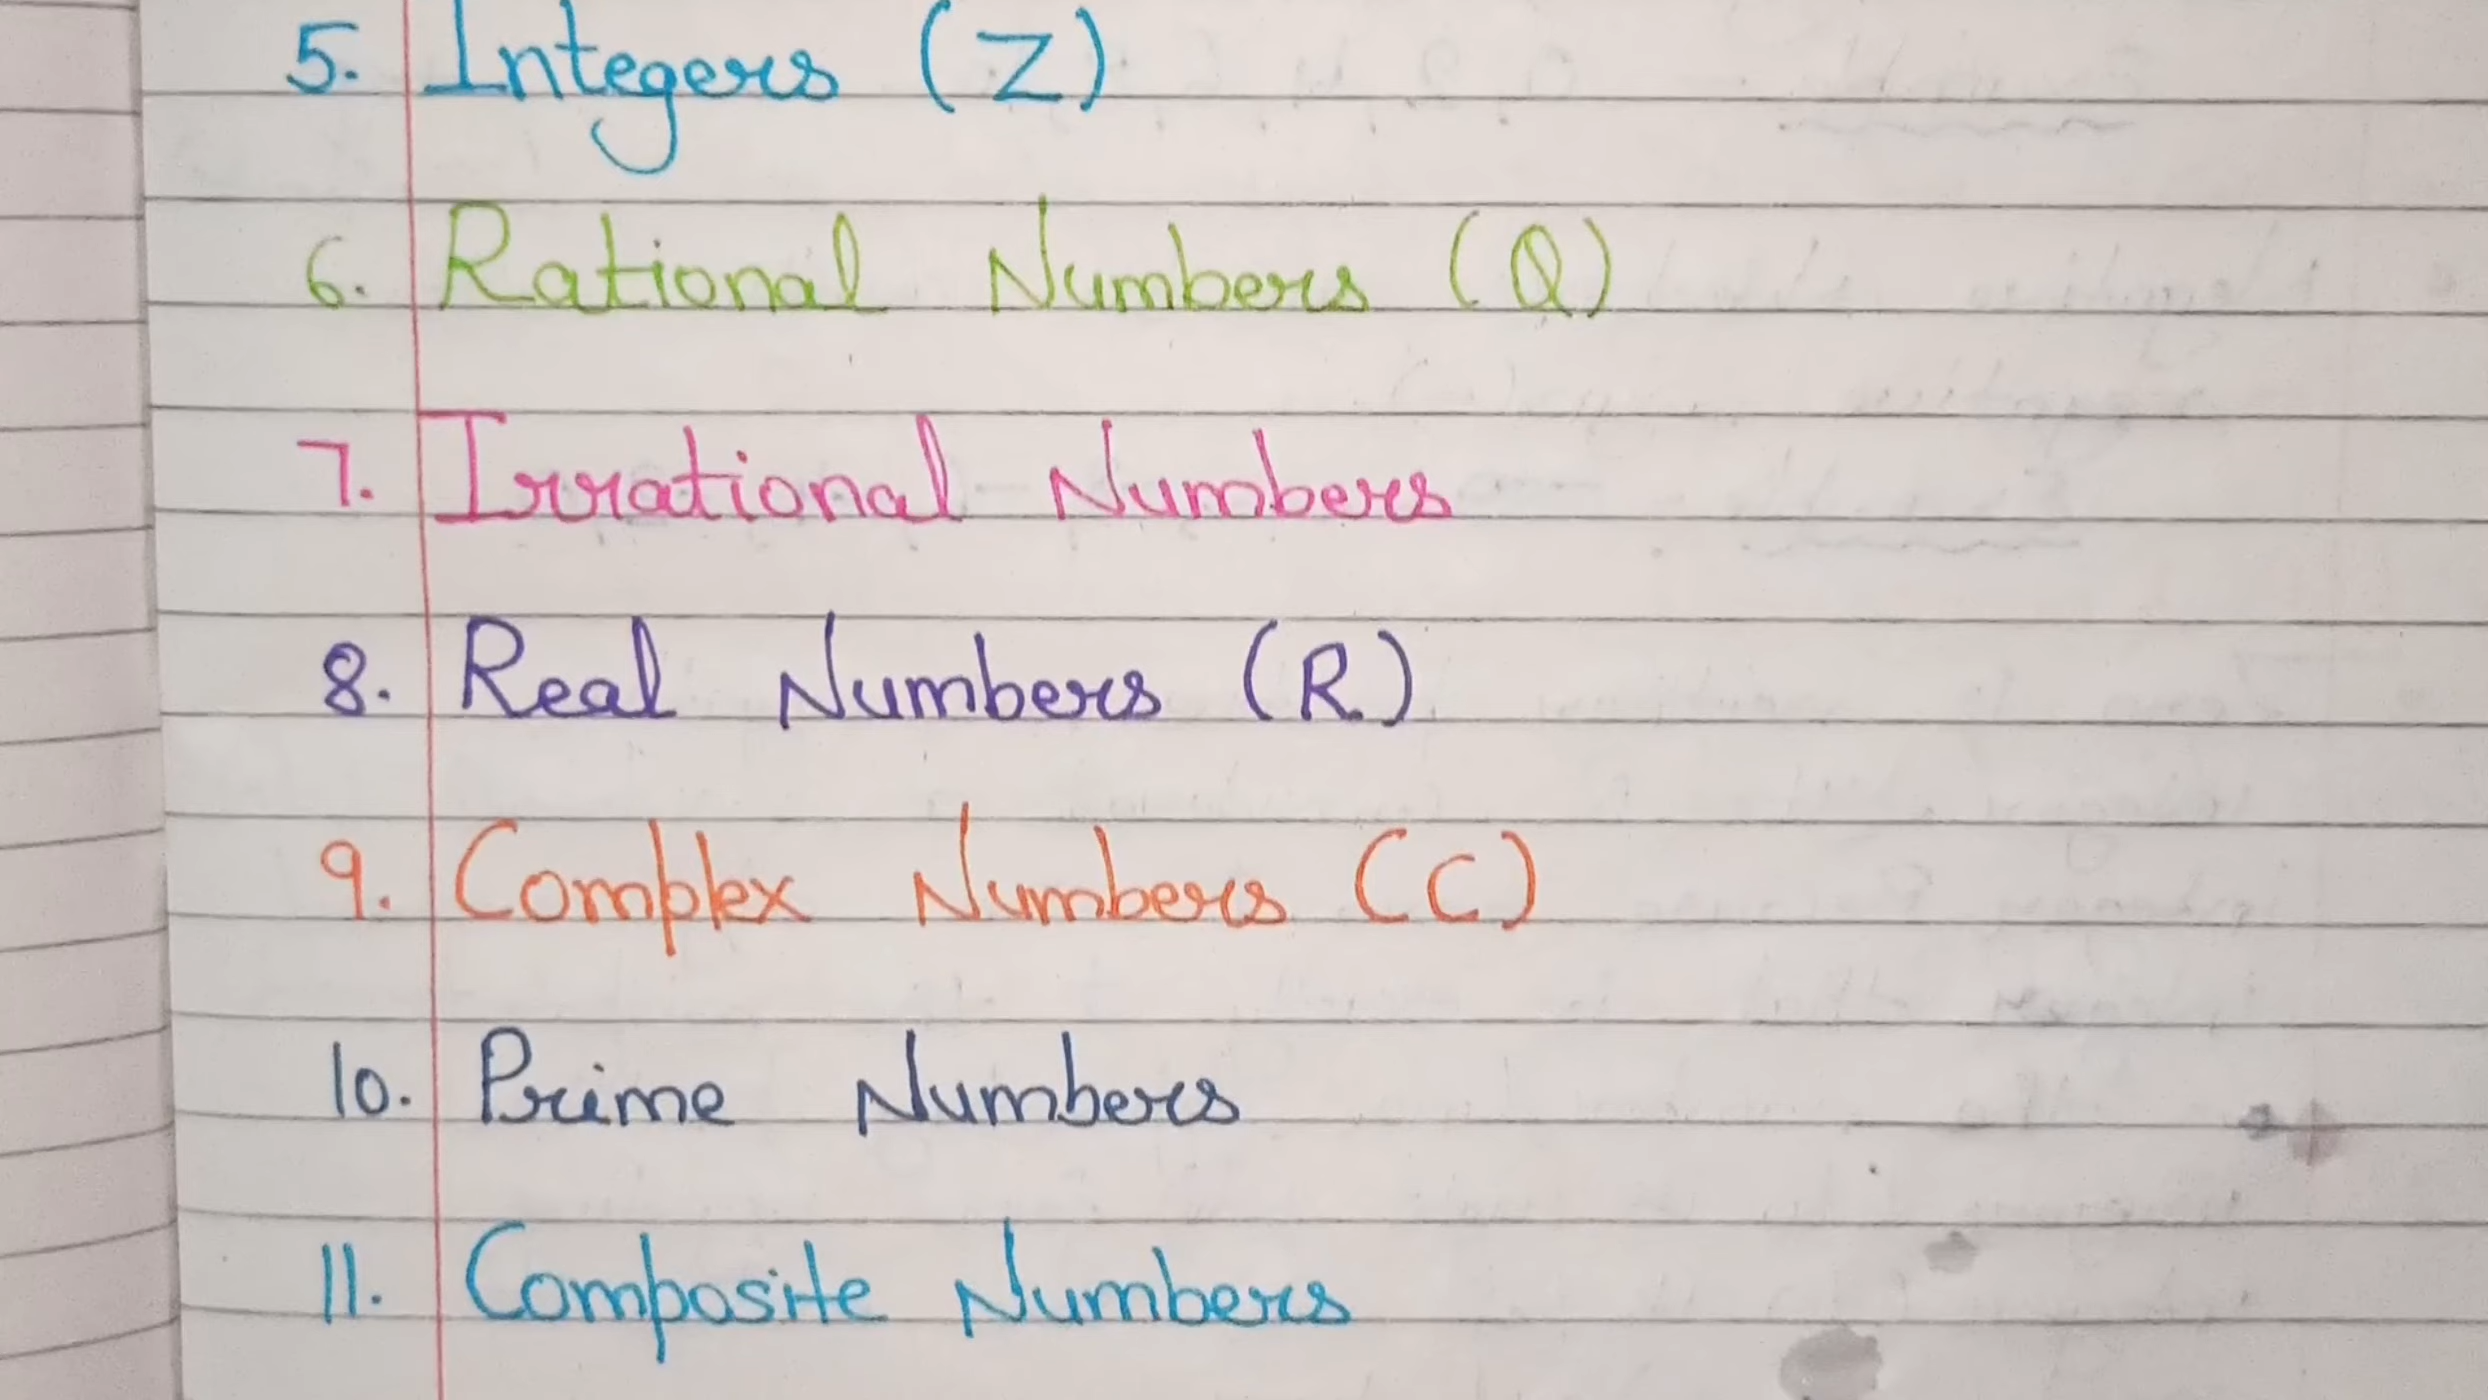 5. Integers (Z)
6. Rational Numbers (Q)
7. Irrational Numbers
8. Real Numbers (R)
9. Complex Numbers (C)
10. Prime Numbers
11. Composite Numbers